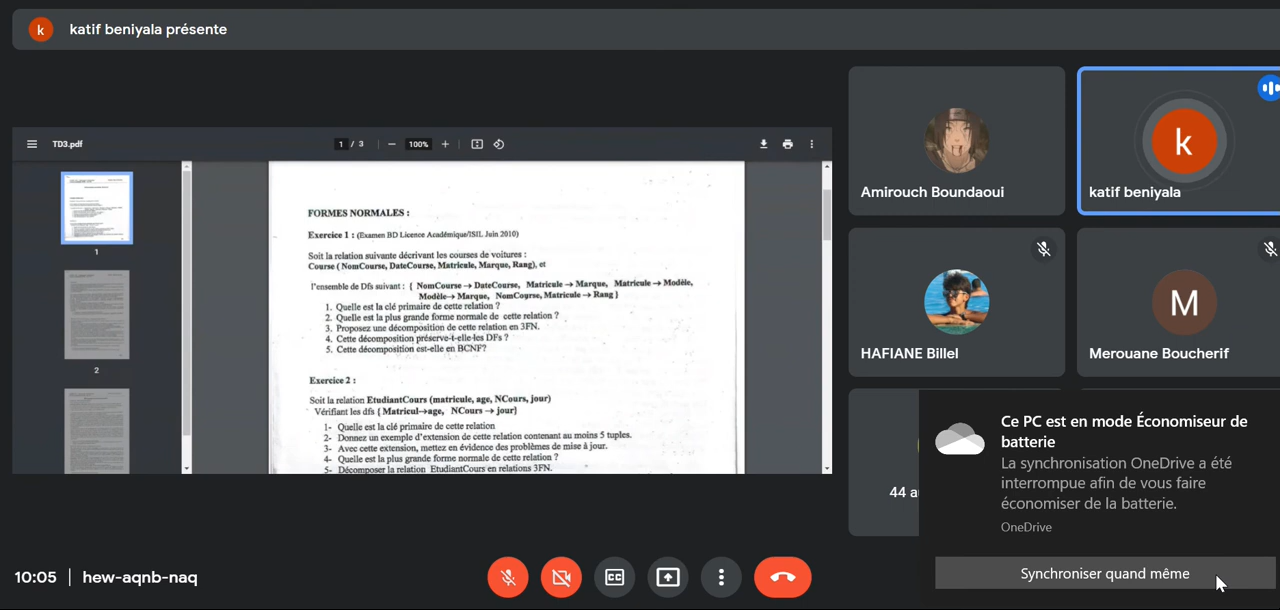 k
katif beniyala présente
TD3.pdf
1 / 3
100%
FORMES NORMALES :
Exercice 1 : (Examen BD Licence Académique/ISIL Juin 2010)
Soit la relation suivante décrivant les courses de voitures :
Course ( NomCourse, DateCourse, Matricule, Marque, Rang), et
l'ensemble de Dfs suivant : { NomCourse → DateCourse, Matricule → Marque, Matricule → Modèle,
Modèle→ Marque, NomCourse, Matricule → Rang }
1. Quelle est la clé primaire de cette relation ?
2. Quelle est la plus grande forme normale de cette relation ?
3. Proposez une décomposition de cette relation en 3FN.
4. Cette décomposition préserve-t-elle-les DFs ?
5. Cette décomposition est-elle en BCNF?
Exercice 2 :
Soit la relation EtudiantCours (matricule, age, NCours, jour)
Vérifiant les dfs { Matricul→age, NCours → jour}
1- Quelle est la clé primaire de cette relation
2- Donnez un exemple d'extension de cette relation contenant au moins 5 tuples.
3- Avec cette extension, mettez en évidence des problèmes de mise à jour.
4- Quelle est la plus grande forme normale de cette relation ?
5- Décomposer la relation EtudiantCours en relations 3FN.
1
2
Amirouch Boundaoui
k
katif beniyala
HAFIANE Billel
M
Merouane Boucherif
44 a
Ce PC est en mode Économiseur de
batterie
La synchronisation OneDrive a été
interrompue afin de vous faire
économiser de la batterie.
OneDrive
Synchroniser quand même
10:05 | hew-aqnb-naq
CC